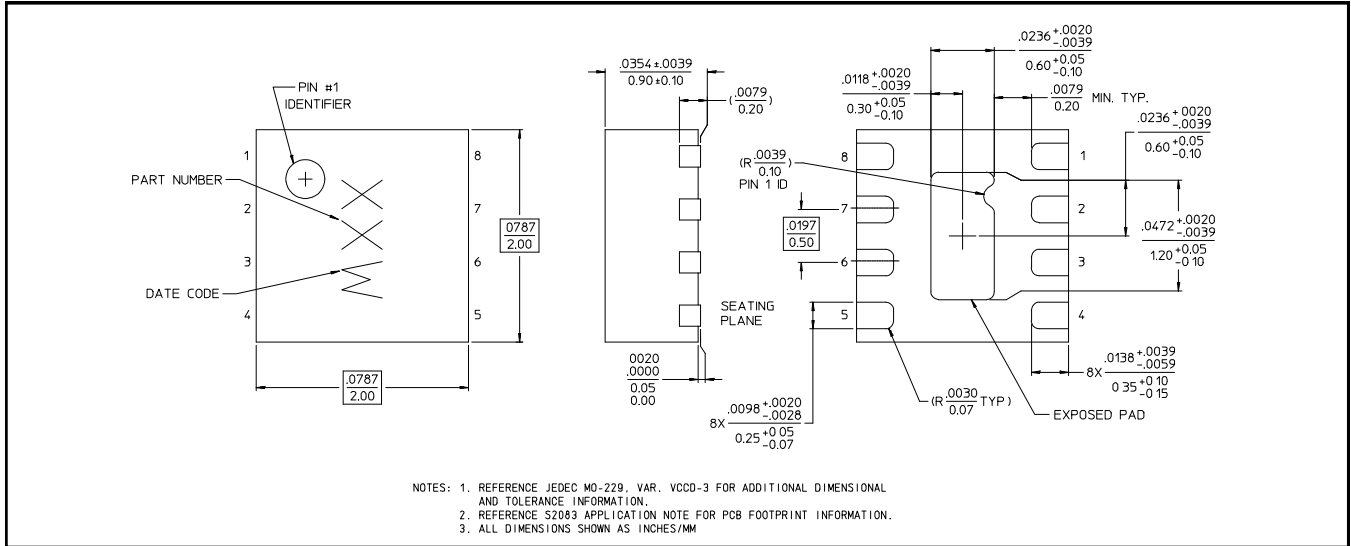 PIN #1
IDENTIFIER
PART NUMBER
DATE CODE
1
2
3
4
8
7
6
5
XX
.0787
2.00
.0787
2.00
.0354 ±.0039
0.90 ±0.10
(.0079
0.20)
SEATING
PLANE
0020
.0000
0.05
0.00
.0236 +.0020
-.0039
0.60 +0.05
-0.10
.0118 +.0020
-.0039
0.30 +0.05
-0.10
.0079
0.20
MIN. TYP.
.0236 +.0020
-.0039
0.60 +0.05
-0.10
(R .0039
0.10)
PIN 1 ID
.0197
0.50
8
7
6
5
1
2
3
4
.0472 +.0020
-.0039
1.20 +0.05
-0 10
8X .0138 +.0039
-.0059
0 35 +0 10
-0 15
8X .0098 +.0020
-.0028
0.25 +0 05
-0.07
(R .0030
0.07 TYP)
EXPOSED PAD
NOTES: 1. REFERENCE JEDEC MO-229, VAR. VCCD-3 FOR ADDITIONAL DIMENSIONAL
AND TOLERANCE INFORMATION.
2. REFERENCE S2083 APPLICATION NOTE FOR PCB FOOTPRINT INFORMATION.
3. ALL DIMENSIONS SHOWN AS INCHES/MM